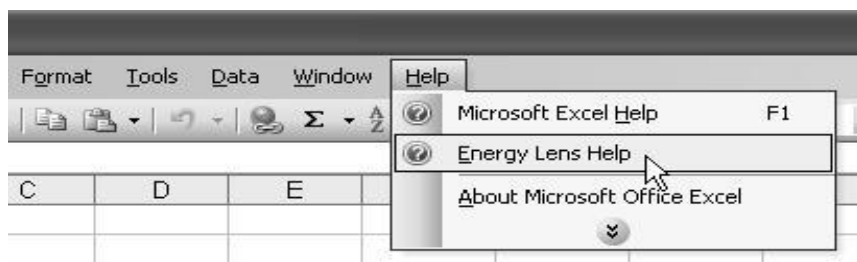 Format Tools Data Window Help
Microsoft Excel Help F1
Energy Lens Help
About Microsoft Office Excel
Σ A Z
C D E